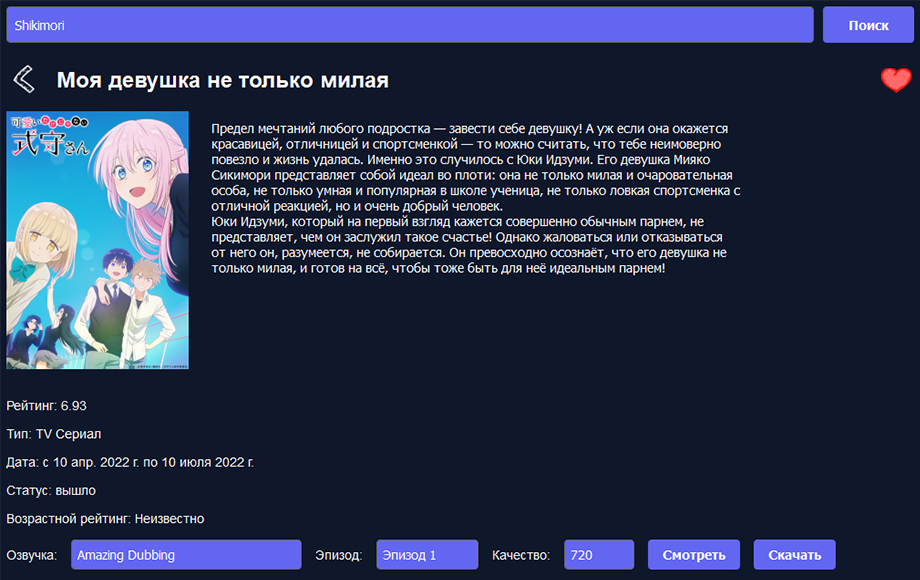 Shikimori
Поиск
Моя девушка не только милая
可愛いだけじゃない
式守さん
Предел мечтаний любого подростка — завести себе девушку! А уж если она окажется
красавицей, отличницей и спортсменкой — то можно считать, что тебе неимоверно
повезло и жизнь удалась. Именно это случилось с Юки Идзуми. Его девушка Мияко
Сикимори представляет собой идеал во плоти: она не только милая и очаровательная
особа, не только умная и популярная в школе ученица, не только ловкая спортсменка с
отличной реакцией, но и очень добрый человек.
Юки Идзуми, который на первый взгляд кажется совершенно обычным парнем, не
представляет, чем он заслужил такое счастье! Однако жаловаться или отказываться
от него он, разумеется, не собирается. Он превосходно осознаёт, что его девушка не
только милая, и готов на всё, чтобы тоже быть для неё идеальным парнем!
Рейтинг: 6.93
Тип: TV Сериал
Дата: с 10 апр. 2022 г. по 10 июля 2022 г.
Статус: вышло
Возрастной рейтинг: Неизвестно
Озвучка: Amazing Dubbing Эпизод: Эпизод 1 Качество: 720 Смотреть Скачать